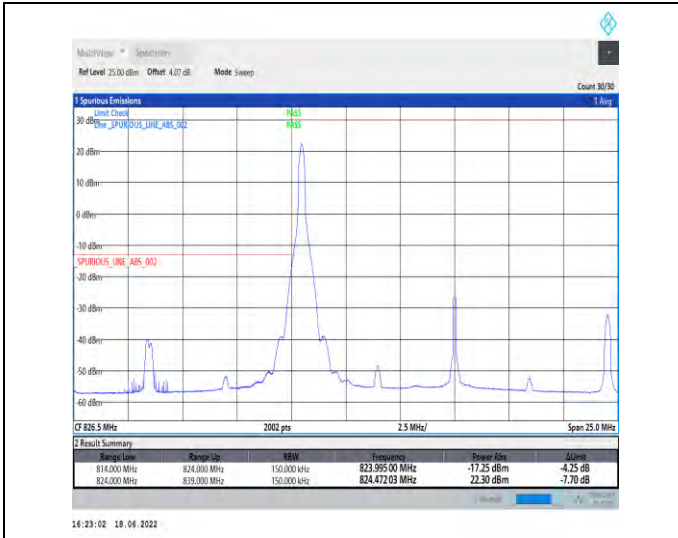 MultiView Spectrum
Ref Level 25.00 dBm Offset 4.07 dB Mode Sweep
Count 30/30
1 Spurious Emissions 1 Avg
Limit Check PASS
30 dBm
Line _SPURIOUS_LINE_ABS_002 PASS
20 dBm
10 dBm
0 dBm
-10 dBm
SPURIOUS_LINE_ABS_002
-20 dBm
-30 dBm
-40 dBm
-50 dBm
-60 dBm
CF 826.5 MHz 2002 pts 2.5 MHz/ Span 25.0 MHz
2 Result Summary
Range Low Range Up RBW Frequency Power Abs ΔLimit
814.000 MHz 824.000 MHz 150.000 kHz 823.99500 MHz -17.25 dBm -4.25 dB
824.000 MHz 839.000 MHz 150.000 kHz 824.47203 MHz 22.30 dBm -7.70 dB
16:23:02 18.06.2022